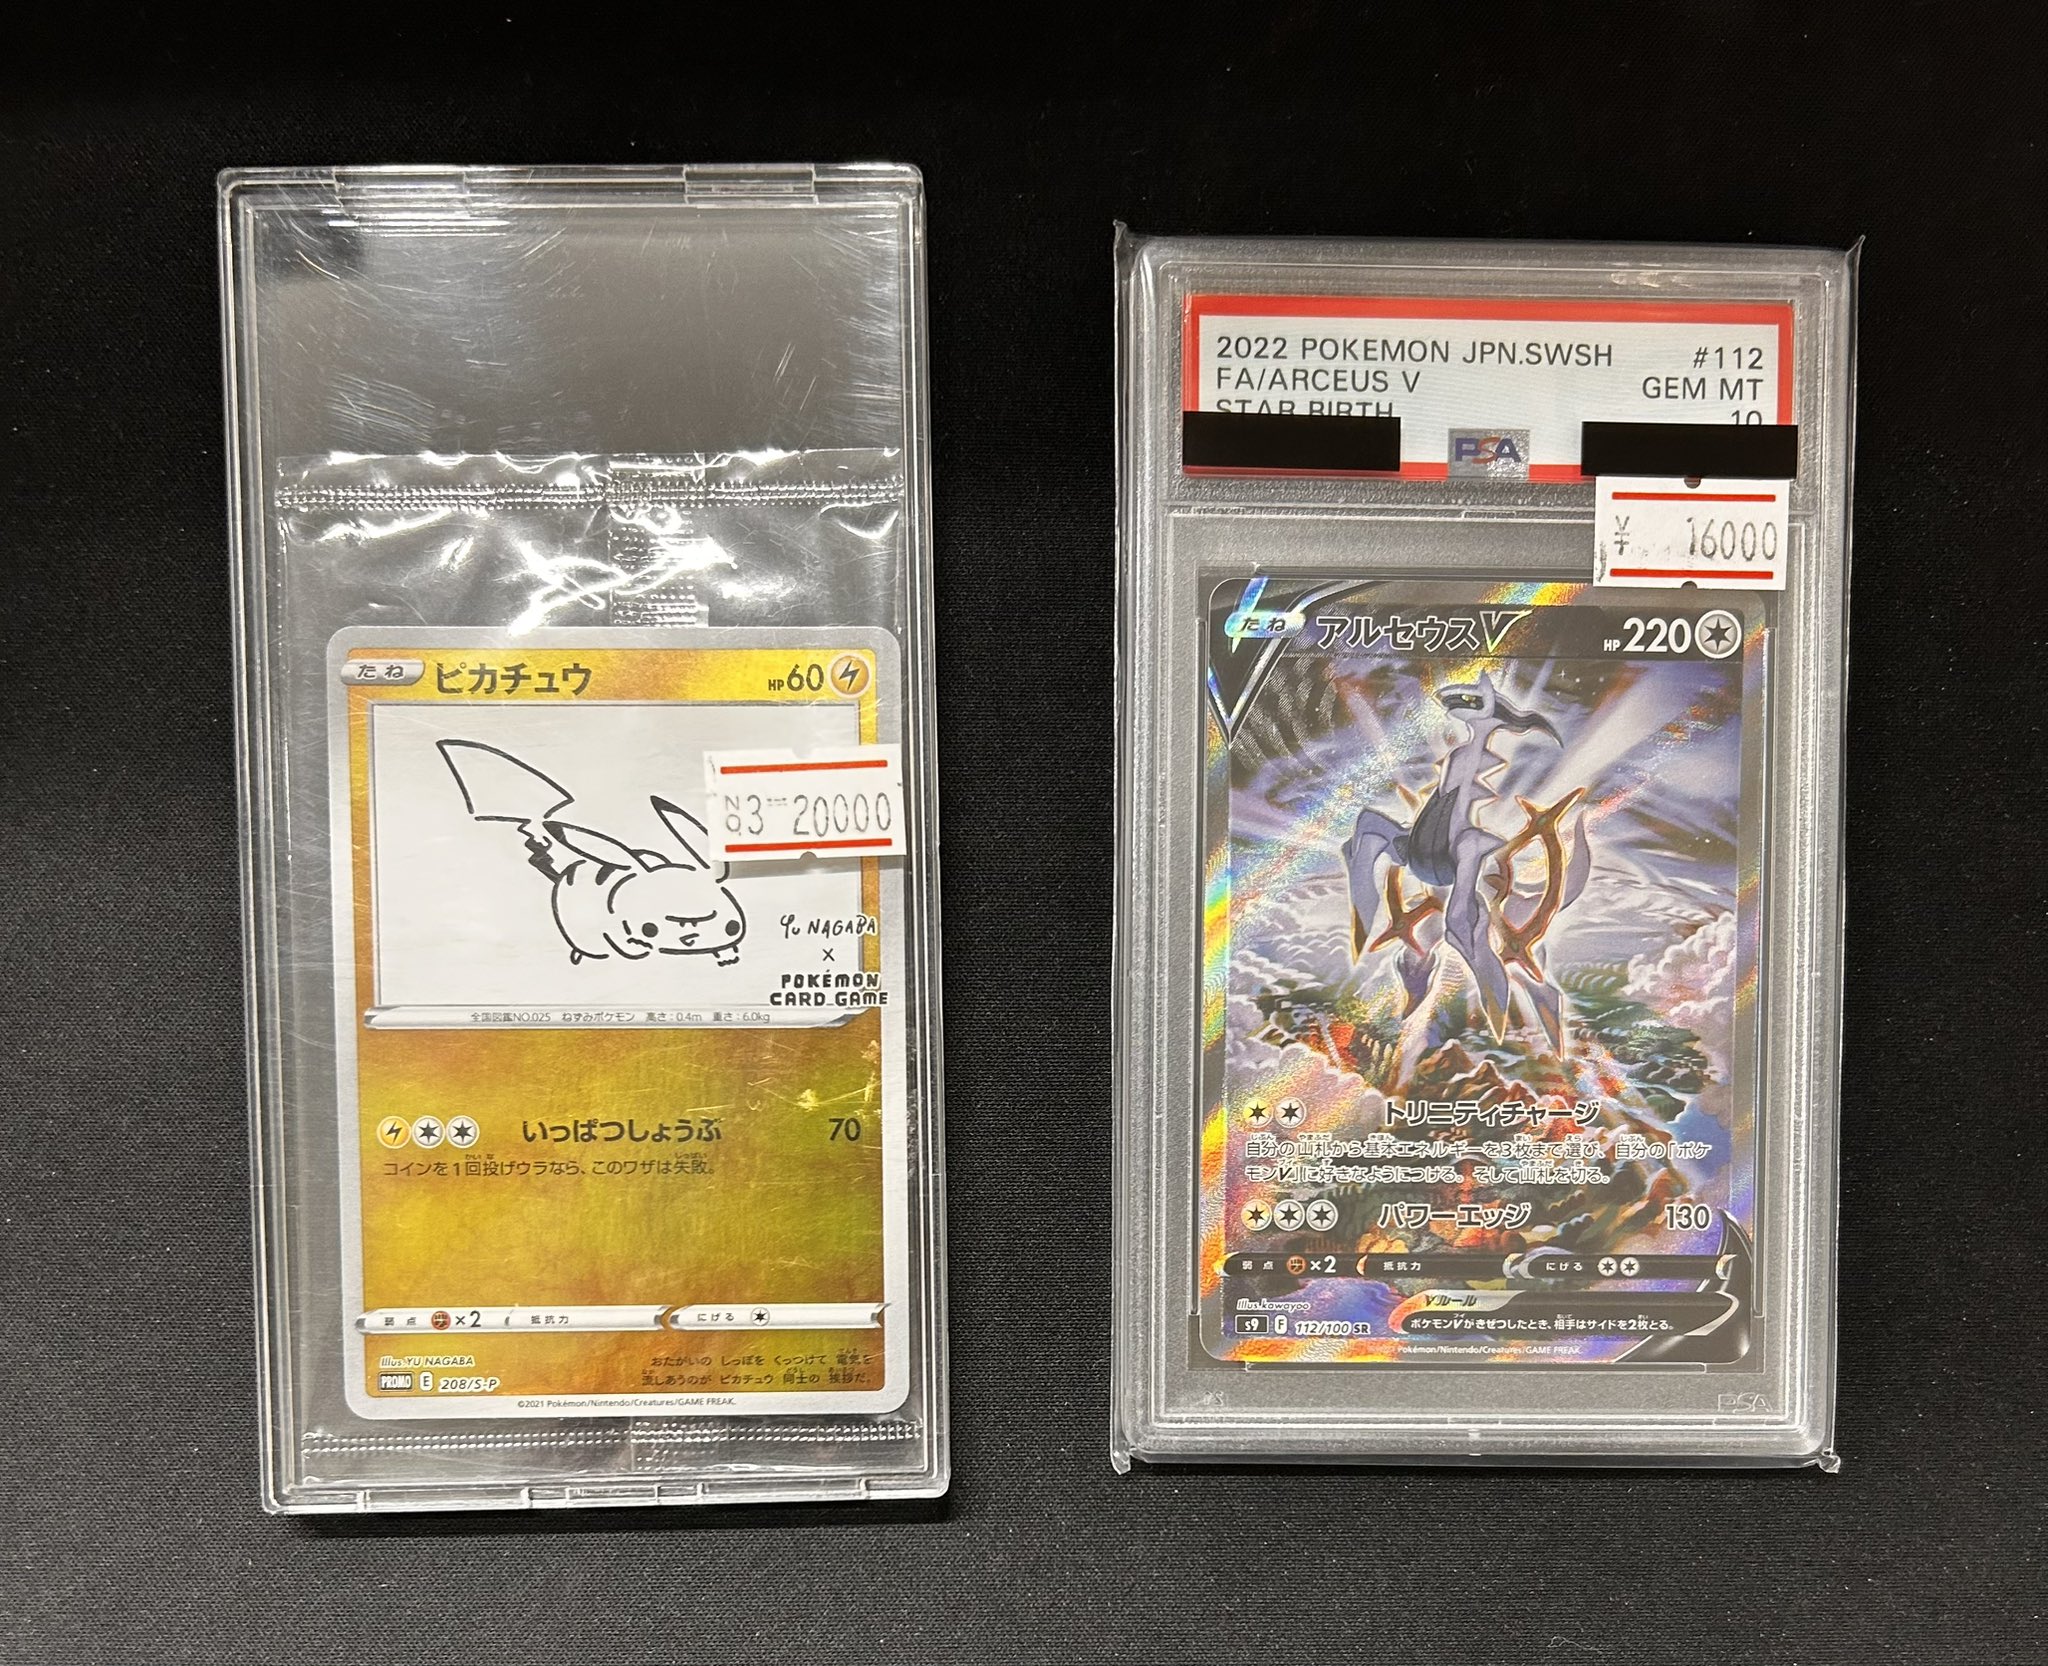 たね ピカチュウ HP60
NO.3 20000
YU NAGABA
×
POKÉMON
CARD GAME
全国図鑑NO.025 ねずみポケモン 高さ:0.4m 重さ:6.0kg
いっぱつしょうぶ 70
コインを1回投げウラなら、このワザは失敗。
弱点 ×2 抵抗力 にげる
Illus. YU NAGABA
PROMO E 208/S-P
おたがいの しっぽを くっつけて 電気を
流しあうのが ピカチュウ 同士の 挨拶だ。
©2021 Pokémon/Nintendo/Creatures/GAME FREAK.
2022 POKEMON JPN.SWSH #112
FA/ARCEUS V GEM MT
STAR BIRTH 10
PSA
¥ 16000
たね アルセウスV HP220
トリニティチャージ
自分の山札から基本エネルギーを3枚まで選び、自分の「ポケ
モンV」に好きなようにつける。そして山札を切る。
パワーエッジ 130
弱点 ×2 抵抗力 にげる
Illus. kawayoo
Vルール
s9 F 112/100 SR
ポケモンVがきぜつしたとき、相手はサイドを2枚とる。
Pokémon/Nintendo/Creatures/GAME FREAK.
PSA